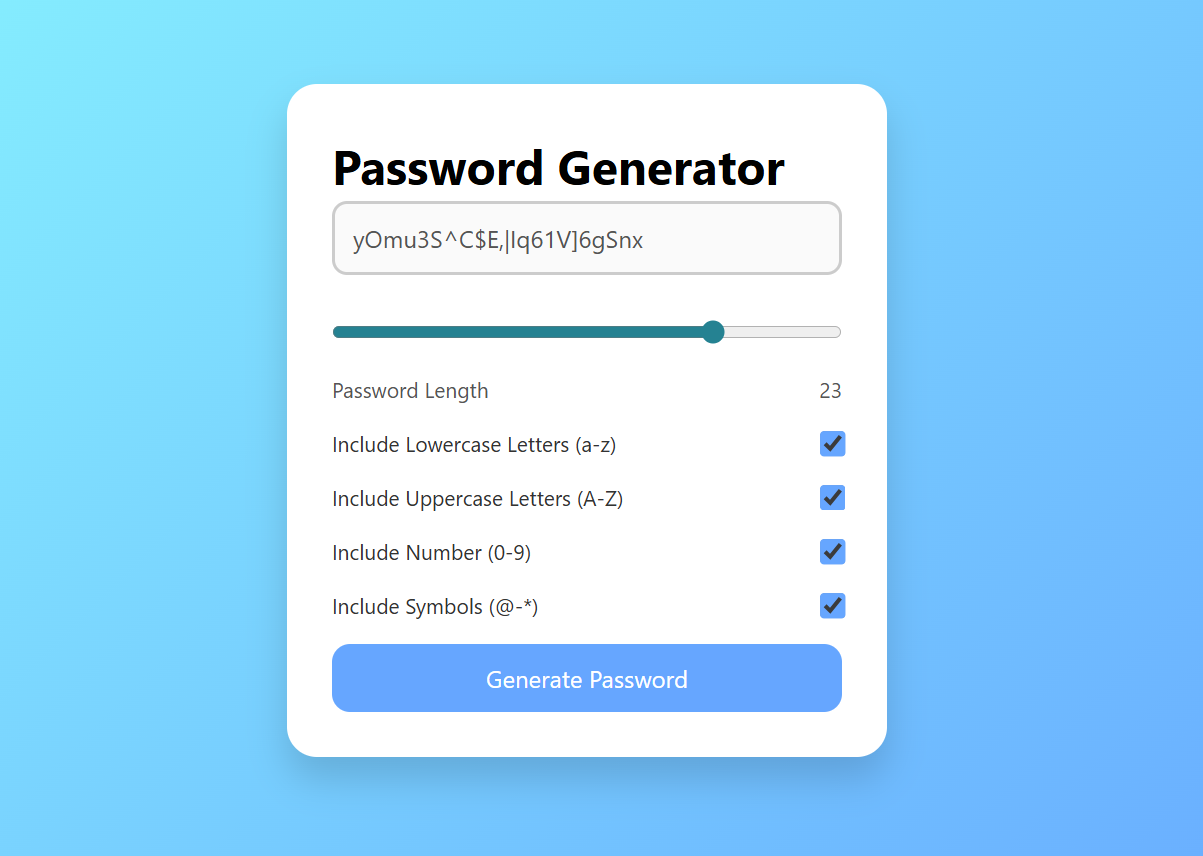 Password Generator
yOmu3S^C$E,|Iq61V]6gSnx
Password Length 23
Include Lowercase Letters (a-z)
Include Uppercase Letters (A-Z)
Include Number (0-9)
Include Symbols (@-*)
Generate Password